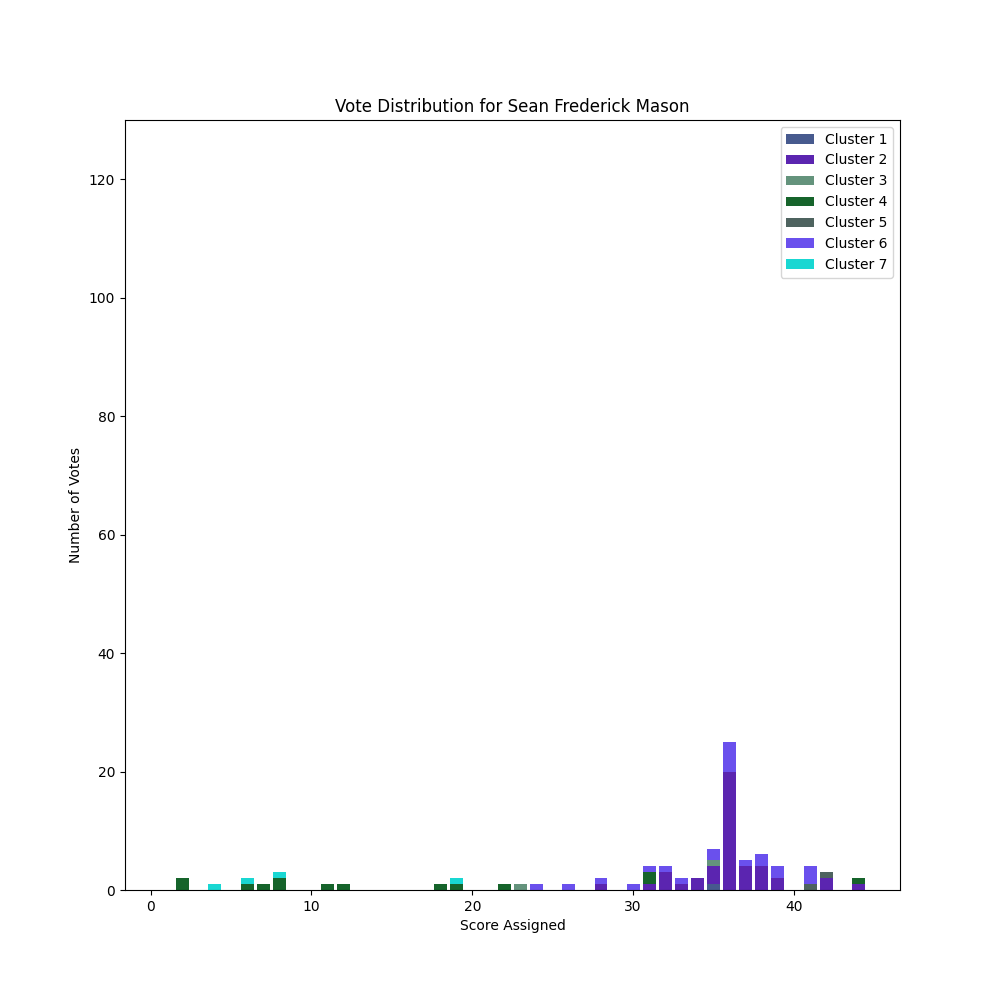 Vote Distribution for Sean Frederick Mason
Cluster 1
Cluster 2
Cluster 3
Cluster 4
Cluster 5
Cluster 6
Cluster 7
120
100
80
60
40
20
0
Number of Votes
0 10 20 30 40
Score Assigned